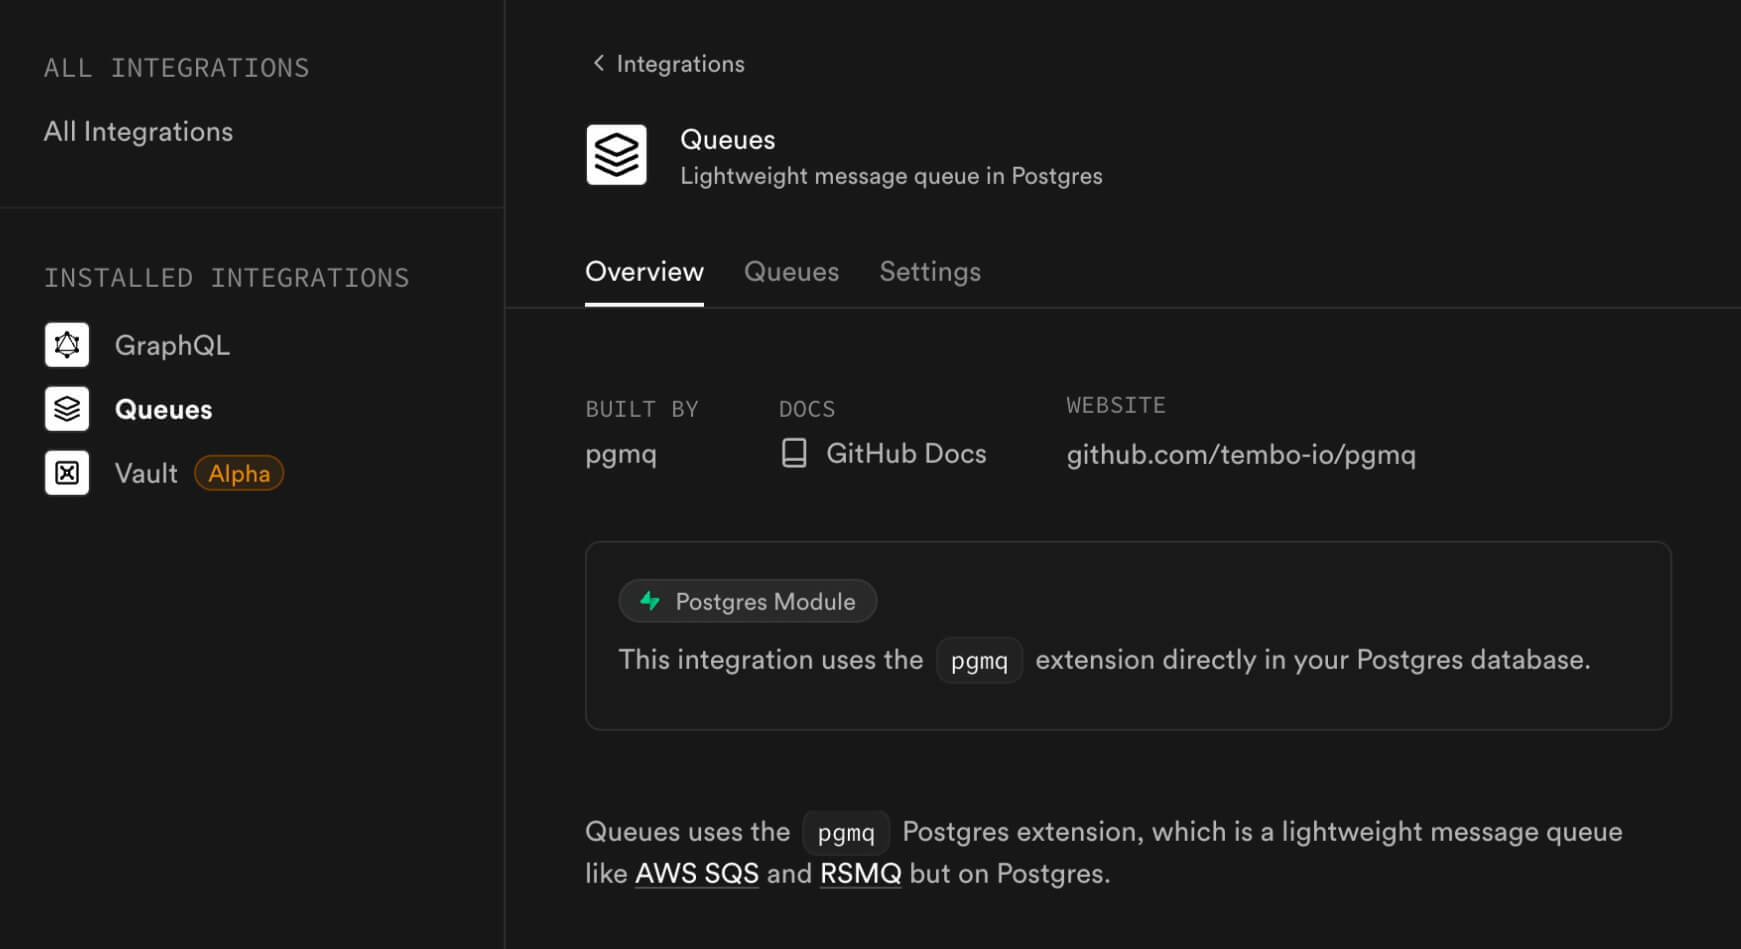 ALL INTEGRATIONS
All Integrations
INSTALLED INTEGRATIONS
GraphQL
Queues
Vault Alpha
Integrations
Queues
Lightweight message queue in Postgres
Overview Queues Settings
BUILT BY
pgmq
DOCS
GitHub Docs
WEBSITE
github.com/tembo-io/pgmq
Postgres Module
This integration uses the pgmq extension directly in your Postgres database.
Queues uses the pgmq Postgres extension, which is a lightweight message queue
like AWS SQS and RSMQ but on Postgres.